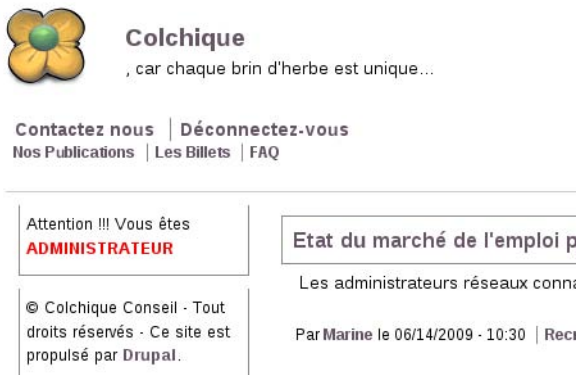 Colchique
, car chaque brin d'herbe est unique...
Contactez nous | Déconnectez-vous
Nos Publications | Les Billets | FAQ
Attention !!! Vous êtes
ADMINISTRATEUR
© Colchique Conseil - Tout
droits réservés - Ce site est
propulsé par Drupal.
Etat du marché de l'emploi
Les administrateurs réseaux
Par Marine le 06/14/2009 - 10:30 |